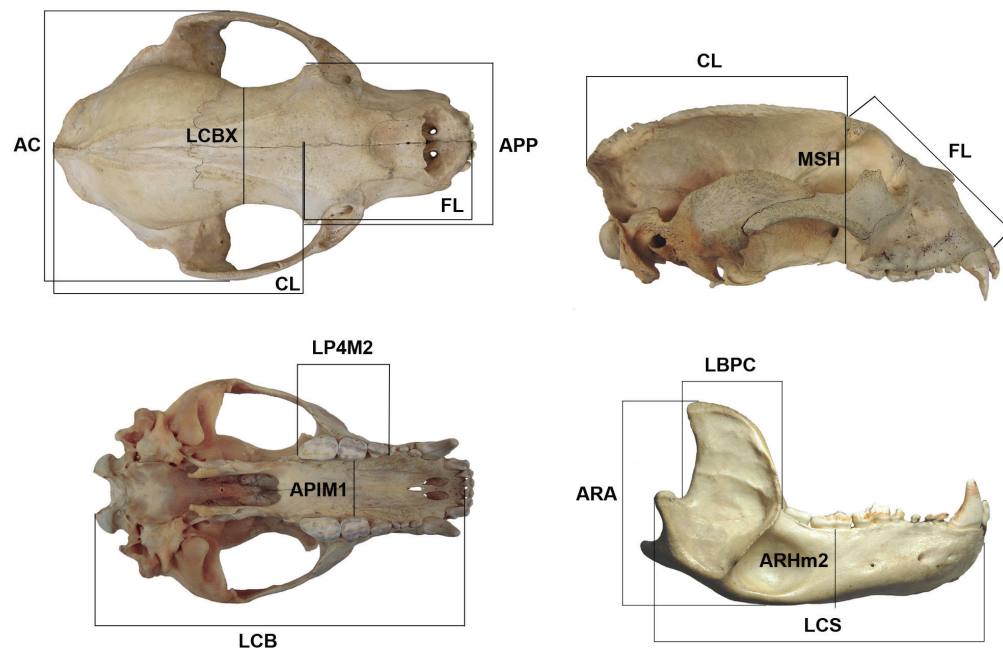 AC
LCBX
APP
FL
CL
CL
MSH
FL
LP4M2
APIM1
LCB
LBPC
ARA
ARHm2
LCS